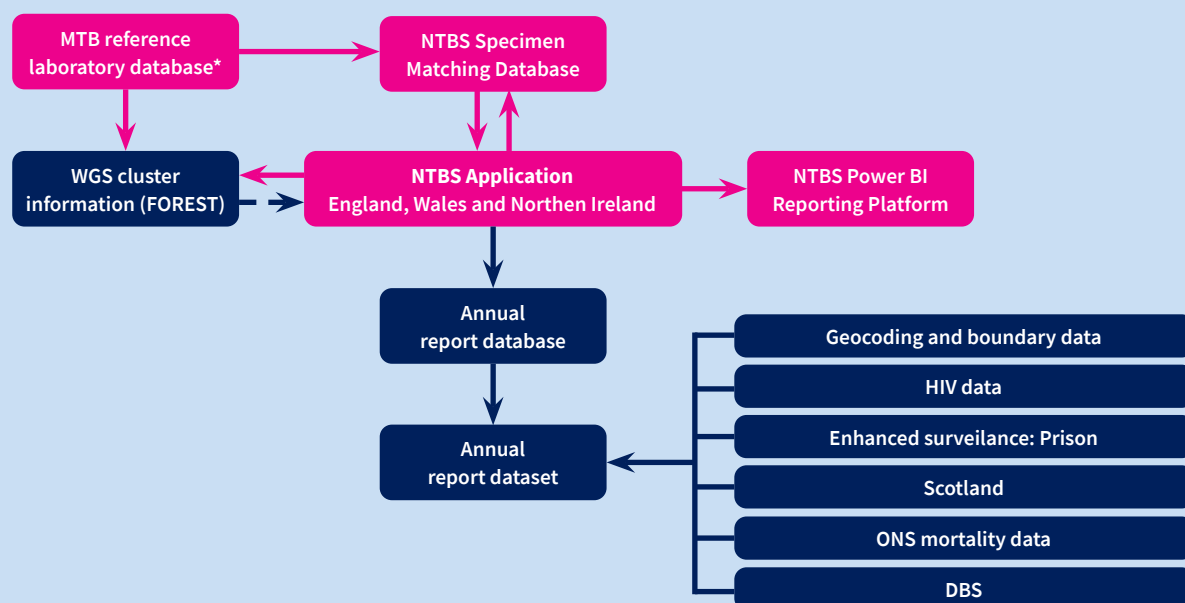 MTB reference
laboratory database*
NTBS Specimen
Matching Database
WGS cluster
information (FOREST)
NTBS Application
England, Wales and Northen Ireland
NTBS Power BI
Reporting Platform
Annual
report database
Annual
report dataset
Geocoding and boundary data
HIV data
Enhanced surveilance: Prison
Scotland
ONS mortality data
DBS